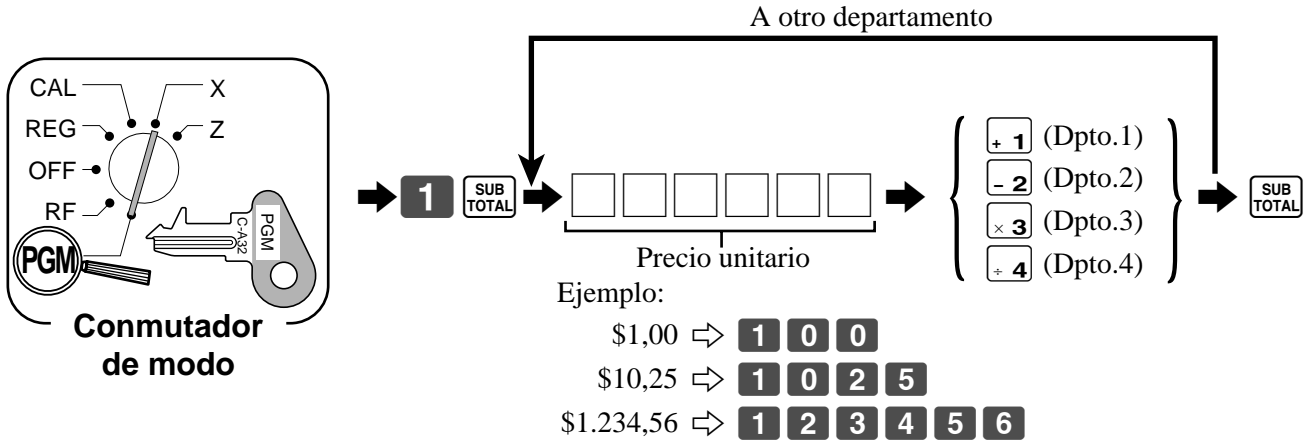 A otro departamento
CAL
X
REG
Z
OFF
RF
PGM
PGM
C-A32
Conmutador
de modo
1 SUB TOTAL
Precio unitario
+ 1 (Dpto.1)
- 2 (Dpto.2)
× 3 (Dpto.3)
÷ 4 (Dpto.4)
SUB TOTAL
Ejemplo:
$1,00 ⇨ 1 0 0
$10,25 ⇨ 1 0 2 5
$1.234,56 ⇨ 1 2 3 4 5 6